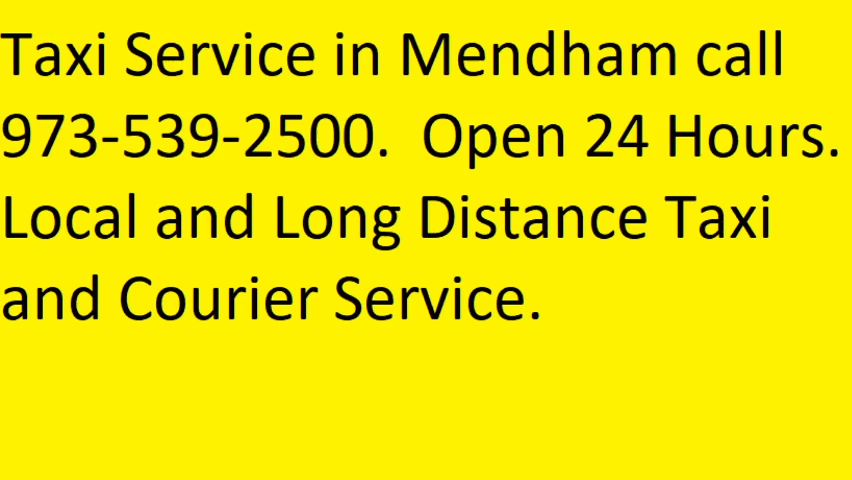 Taxi Service in Mendham call
973-539-2500.  Open 24 Hours.
Local and Long Distance Taxi
and Courier Service.